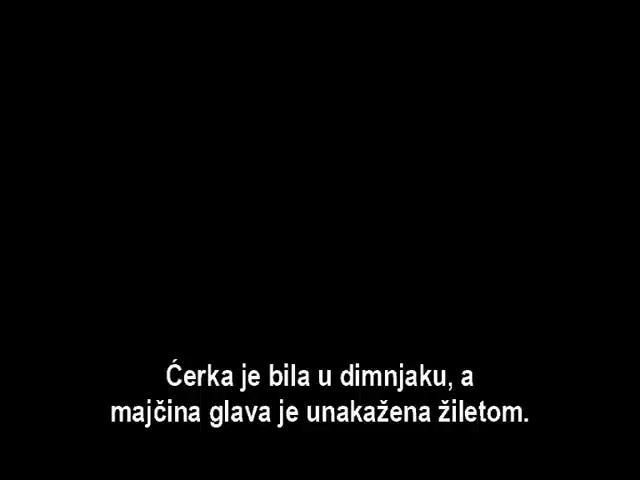 Ćerka je bila u dimnjaku, a
majčina glava je unakažena žiletom.